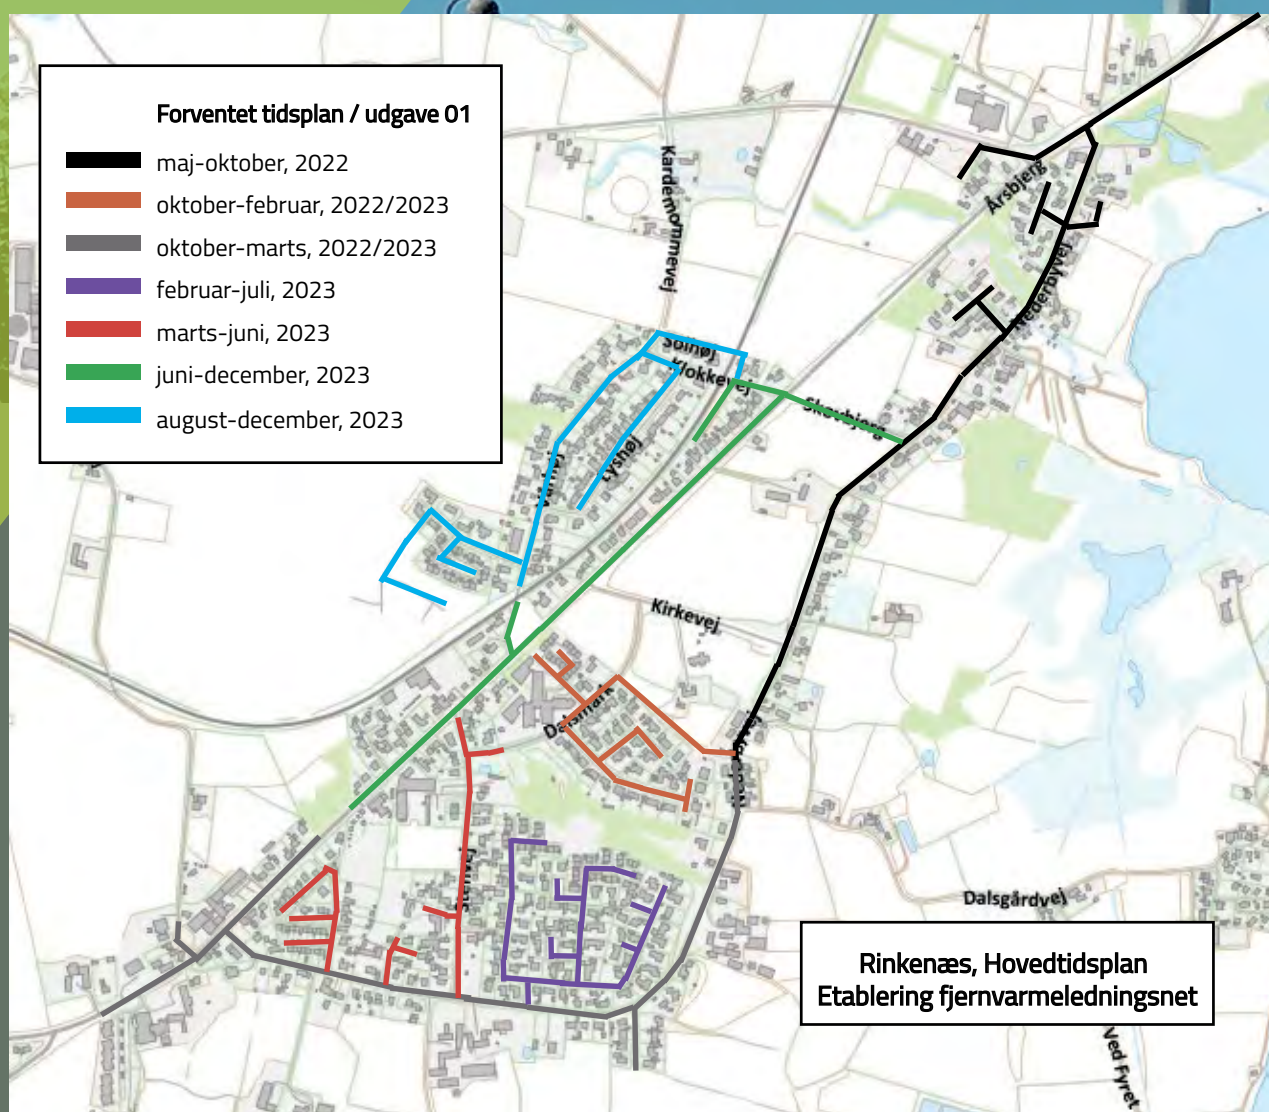 Forventet tidsplan / udgave 01
maj-oktober, 2022
oktober-februar, 2022/2023
oktober-marts, 2022/2023
februar-juli, 2023
marts-juni, 2023
juni-december, 2023
august-december, 2023
Kardemommevej
Årsbjerg
Nederbyvej
Solhøj
Klokkevej
Skovbjerg
Lyshøj
Kirkevej
Dalsmark
Dalsgårdvej
Rinkenæs, Hovedtidsplan
Etablering fjernvarmeledningsnet
Ved Fyret